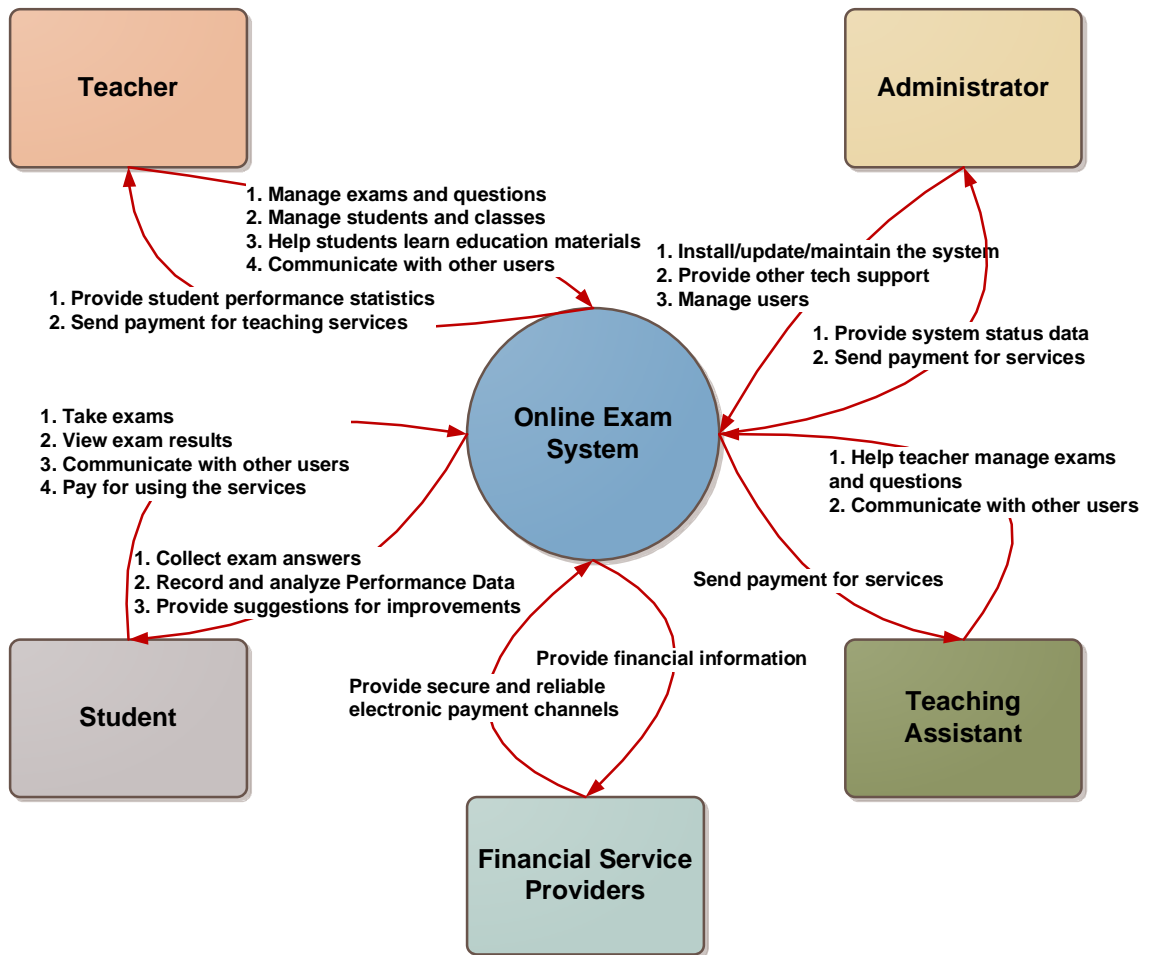 Teacher
Administrator
1. Manage exams and questions
2. Manage students and classes
3. Help students learn education materials
4. Communicate with other users
1. Install/update/maintain the system
2. Provide other tech support
3. Manage users
1. Provide student performance statistics
2. Send payment for teaching services
1. Provide system status data
2. Send payment for services
1. Take exams
2. View exam results
3. Communicate with other users
4. Pay for using the services
Online Exam
System
1. Help teacher manage exams
and questions
2. Communicate with other users
1. Collect exam answers
2. Record and analyze Performance Data
3. Provide suggestions for improvements
Send payment for services
Provide financial information
Provide secure and reliable
electronic payment channels
Student
Teaching
Assistant
Financial Service
Providers